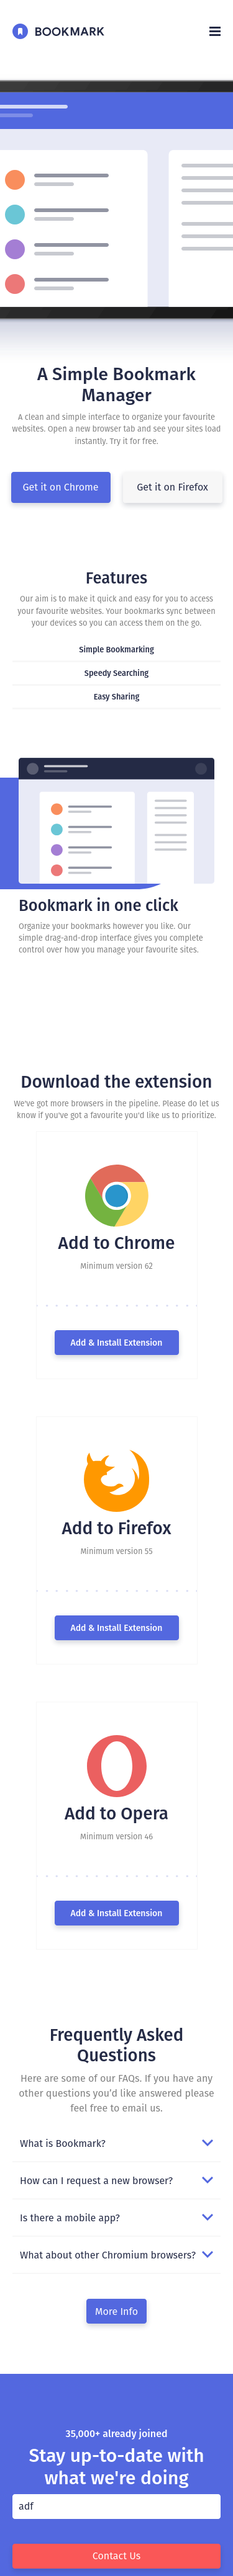 BOOKMARK
A Simple Bookmark
Manager
A clean and simple interface to organize your favourite
websites. Open a new browser tab and see your sites load
instantly. Try it for free.
Get it on Chrome
Get it on Firefox
Features
Our aim is to make it quick and easy for you to access
your favourite websites. Your bookmarks sync between
your devices so you can access them on the go.
Simple Bookmarking
Speedy Searching
Easy Sharing
Bookmark in one click
Organize your bookmarks however you like. Our
simple drag-and-drop interface gives you complete
control over how you manage your favourite sites.
Download the extension
We've got more browsers in the pipeline. Please do let us
know if you've got a favourite you'd like us to prioritize.
Add to Chrome
Minimum version 62
Add & Install Extension
Add to Firefox
Minimum version 55
Add & Install Extension
Add to Opera
Minimum version 46
Add & Install Extension
Frequently Asked
Questions
Here are some of our FAQs. If you have any
other questions you'd like answered please
feel free to email us.
What is Bookmark?
How can I request a new browser?
Is there a mobile app?
What about other Chromium browsers?
More Info
35,000+ already joined
Stay up-to-date with
what we're doing
adf
Contact Us